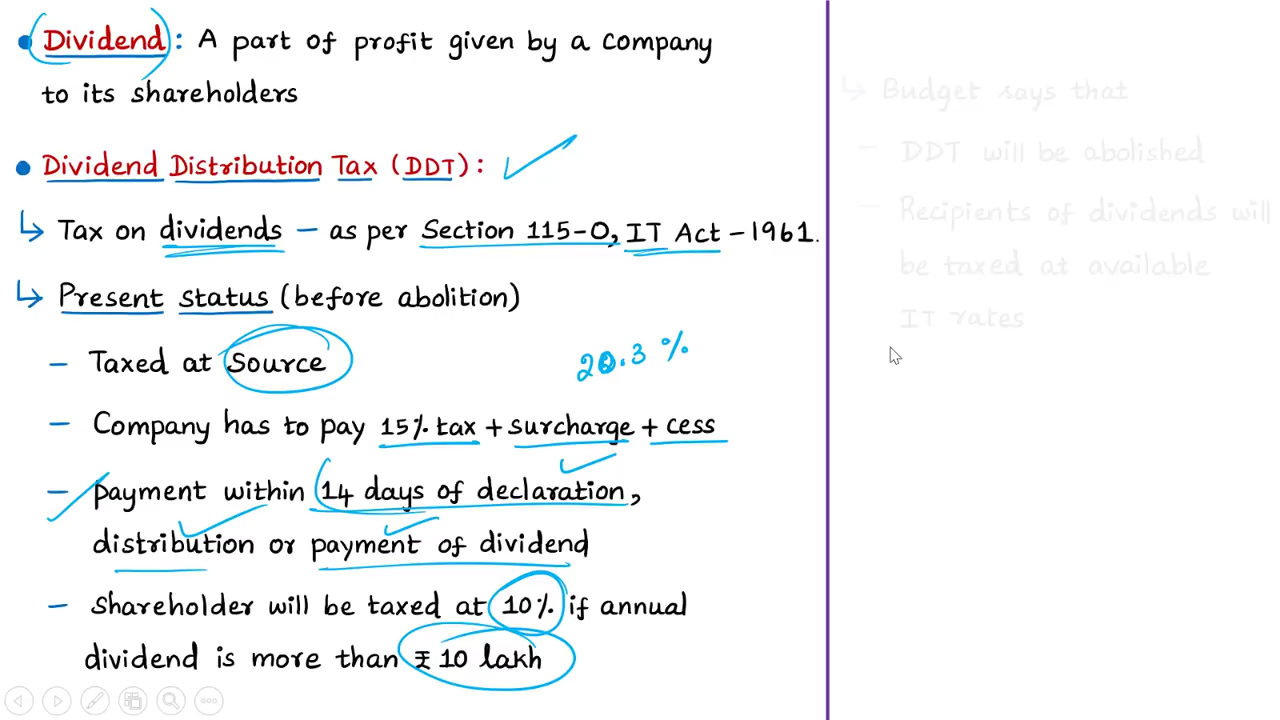 Dividend : A part of profit given by a company
to its shareholders
Dividend Distribution Tax (DDT) :
Tax on dividends – as per Section 115-O, IT Act – 1961.
Present status (before abolition)
– Taxed at Source
20.3 %
– Company has to pay 15% tax + surcharge + cess
– payment within 14 days of declaration,
distribution or payment of dividend
– shareholder will be taxed at 10% if annual
dividend is more than ₹ 10 lakh
Budget says that
– DDT will be abolished
– Recipients of dividends will
be taxed at available
IT rates